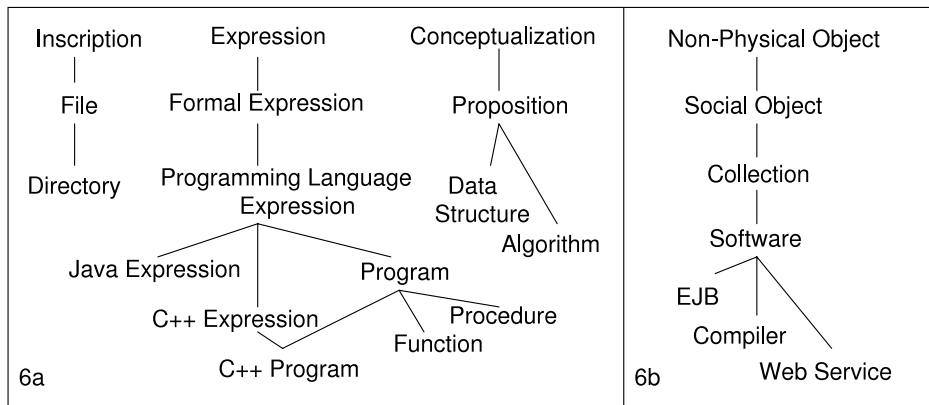 Inscription
Expression
Conceptualization
File
Formal Expression
Proposition
Directory
Programming Language
Expression
Data
Structure
Algorithm
Java Expression
Program
C++ Expression
Procedure
Function
C++ Program
6a
Non-Physical Object
Social Object
Collection
Software
EJB
Compiler
Web Service
6b